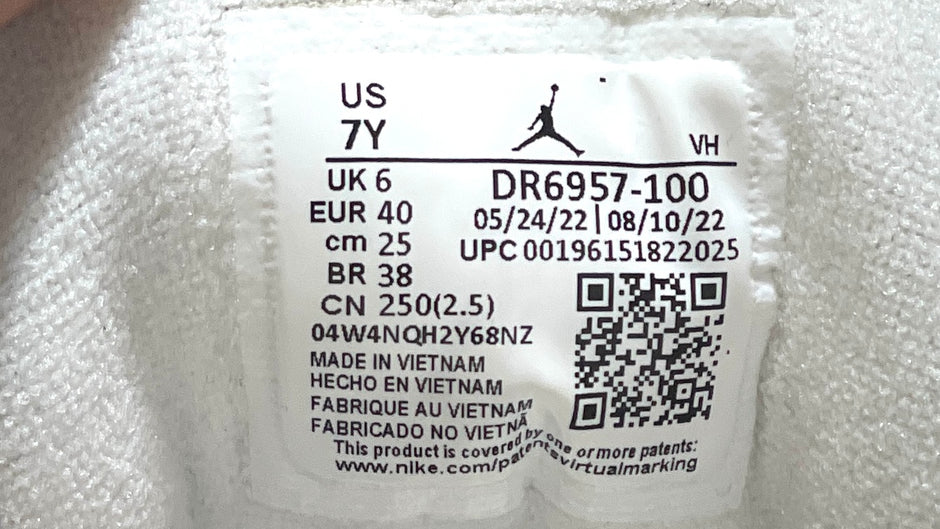 US
7Y
VH
UK 6
EUR 40
cm 25
BR 38
CN 250(2.5)
DR6957-100
05/24/22|08/10/22
UPC 00196151822025
04W4NQH2Y68NZ
MADE IN VIETNAM
HECHO EN VIETNAM
FABRIQUE AU VIETNAM
FABRICADO NO VIETNÃ
This product is covered by one or more patents:
www.nike.com/patentsvirtualmarking